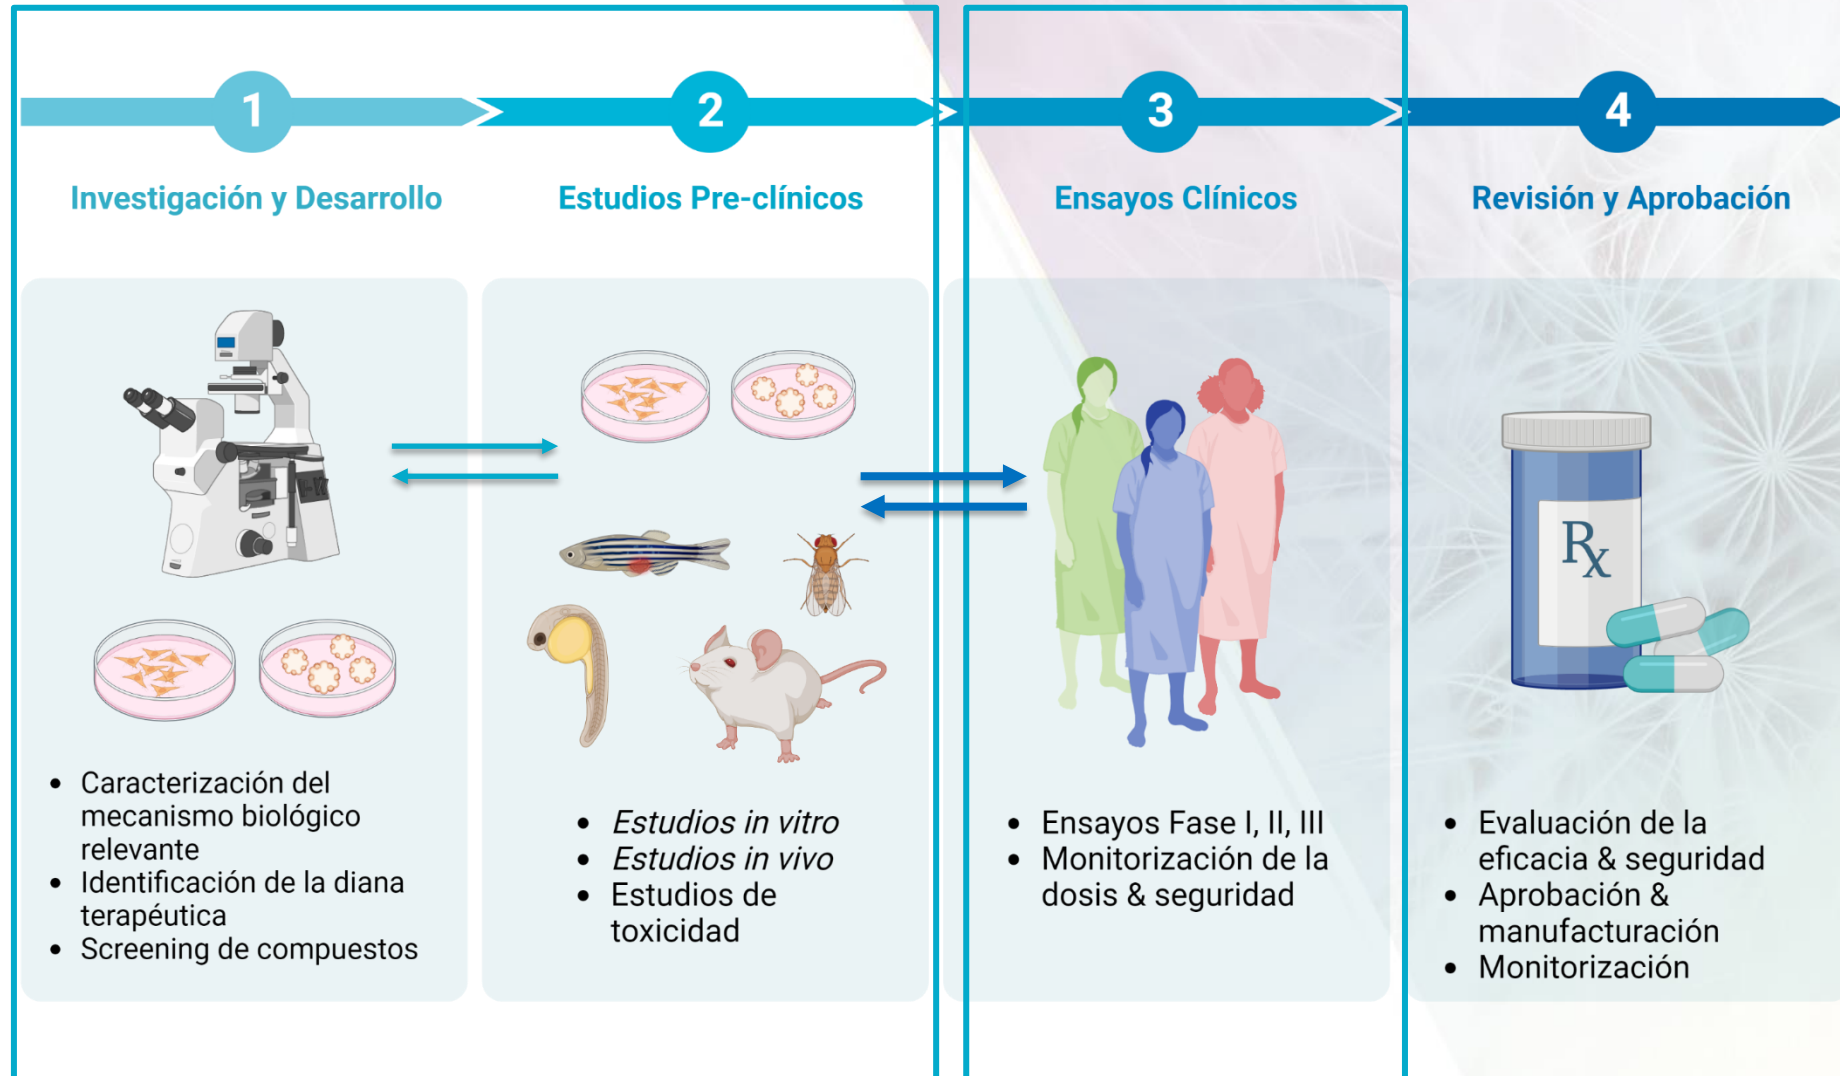 1
2
3
4
Investigación y Desarrollo
Estudios Pre-clínicos
Ensayos Clínicos
Revisión y Aprobación
• Caracterización del
mecanismo biológico
relevante
• Identificación de la diana
terapéutica
• Screening de compuestos
• Estudios in vitro
• Estudios in vivo
• Estudios de
toxicidad
• Ensayos Fase I, II, III
• Monitorización de la
dosis & seguridad
Rx
• Evaluación de la
eficacia & seguridad
• Aprobación &
manufacturación
• Monitorización